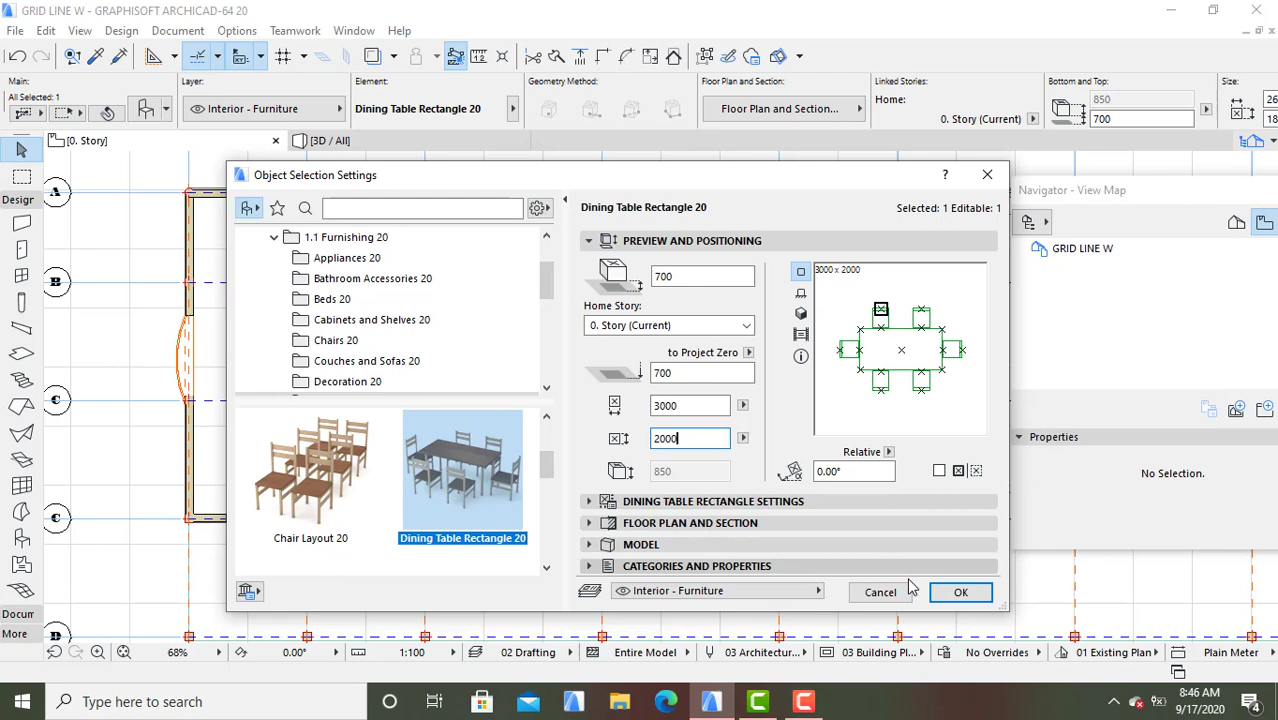 GRID LINE W - GRAPHISOFT ARCHICAD-64 20
File Edit View Design Document Options Teamwork Window Help
Main: Layer: Element: Geometry Method: Floor Plan and Section: Linked Stories: Bottom and Top: Size:
All Selected: 1
Interior - Furniture
Dining Table Rectangle 20
Floor Plan and Section...
Home:
0. Story (Current)
850
700
26
18
[0. Story]
[3D / All]
Design
A
B
C
C
D
Object Selection Settings
?
Navigator - View Map
GRID LINE W
Properties
No Selection.
1.1 Furnishing 20
Appliances 20
Bathroom Accessories 20
Beds 20
Cabinets and Shelves 20
Chairs 20
Couches and Sofas 20
Decoration 20
Chair Layout 20
Dining Table Rectangle 20
Dining Table Rectangle 20
Selected: 1 Editable: 1
PREVIEW AND POSITIONING
700
Home Story:
0. Story (Current)
to Project Zero
700
3000
2000
850
3000 x 2000
Relative
0.00°
DINING TABLE RECTANGLE SETTINGS
FLOOR PLAN AND SECTION
MODEL
CATEGORIES AND PROPERTIES
Interior - Furniture
Cancel
OK
Docum
More
68%
0.00°
1:100
02 Drafting
Entire Model
03 Architectur...
03 Building Pl...
No Overrides
01 Existing Plan
Plain Meter
Type here to search
8:46 AM
9/17/2020
4